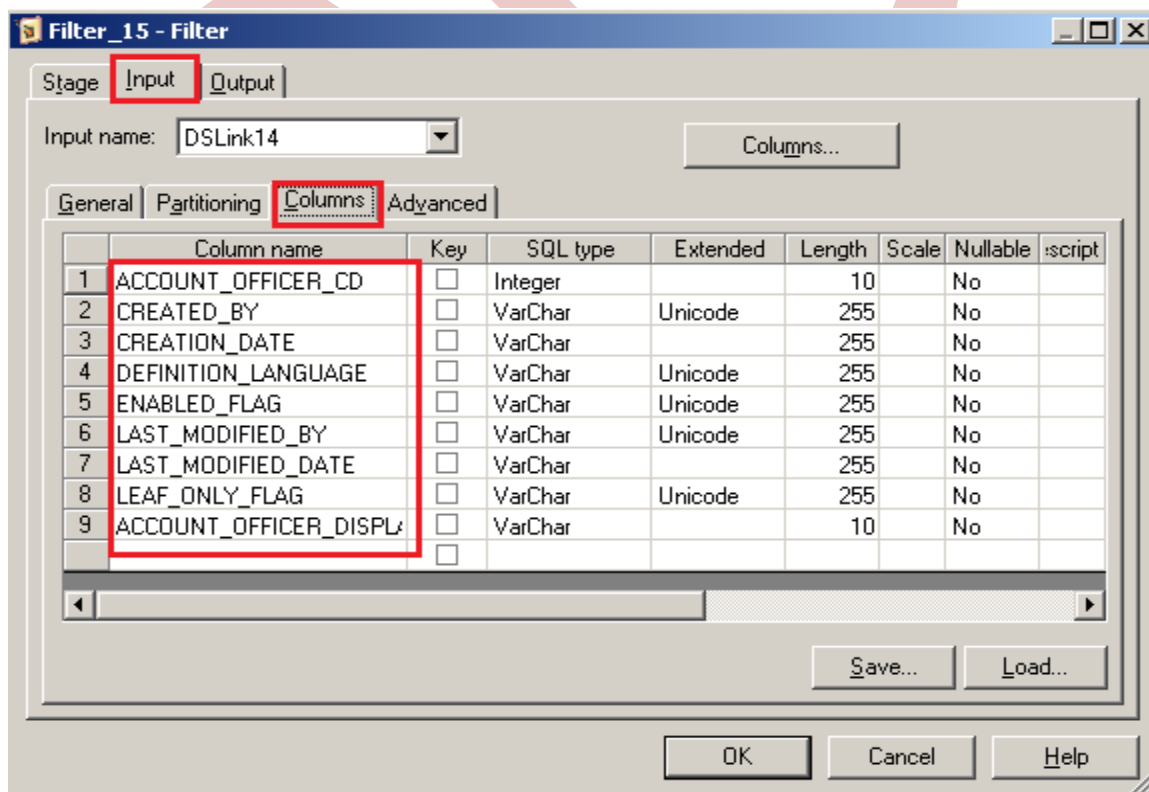 Filter_15 - Filter
Stage Input Output
Input name: DSLink14 Columns...
General Partitioning Columns Advanced
Column name Key SQL type Extended Length Scale Nullable script
1 ACCOUNT_OFFICER_CD Integer 10 No
2 CREATED_BY VarChar Unicode 255 No
3 CREATION_DATE VarChar 255 No
4 DEFINITION_LANGUAGE VarChar Unicode 255 No
5 ENABLED_FLAG VarChar Unicode 255 No
6 LAST_MODIFIED_BY VarChar Unicode 255 No
7 LAST_MODIFIED_DATE VarChar 255 No
8 LEAF_ONLY_FLAG VarChar Unicode 255 No
9 ACCOUNT_OFFICER_DISPL VarChar 10 No
Save... Load...
OK Cancel Help